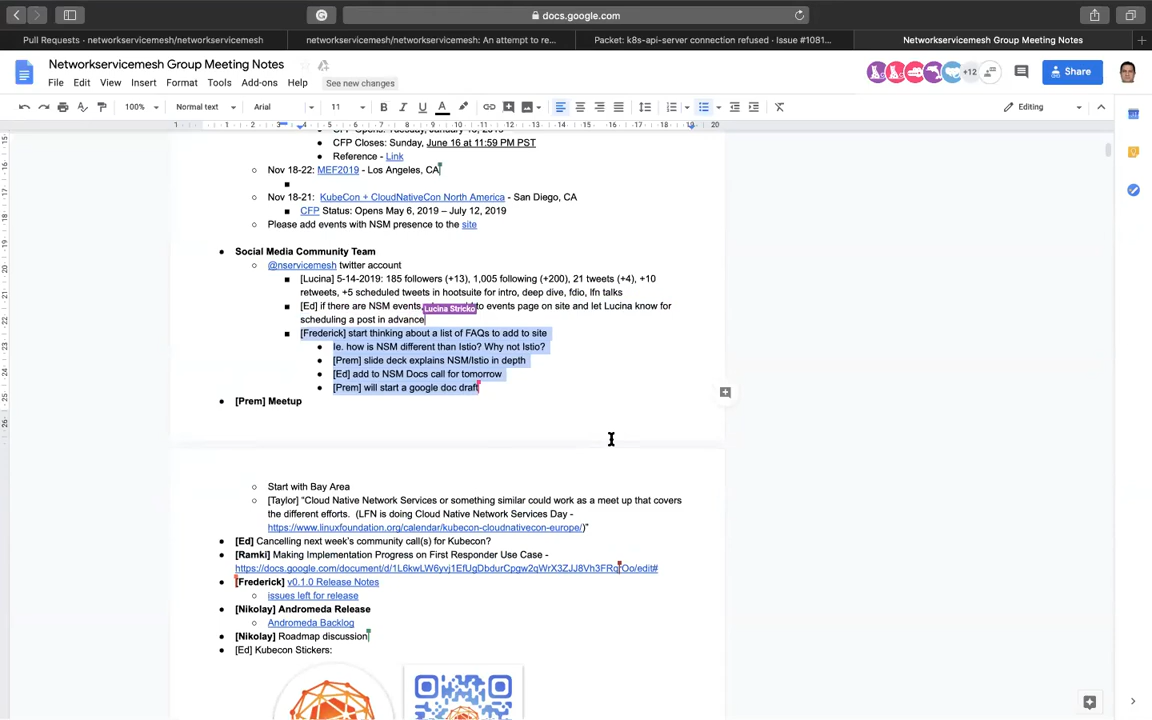 docs.google.com
Pull Requests - networkservicemesh/networkservicemesh
networkservicemesh/networkservicemesh: An attempt to re...
Packet: k8s-api-server connection refused · Issue #1081...
Networkservicemesh Group Meeting Notes
Networkservicemesh Group Meeting Notes
File Edit View Insert Format Tools Add-ons Help See new changes
+12
Share
100% Normal text Arial 11 Editing
CFP Closes: Sunday, June 16 at 11:59 PM PST
Reference - Link
Nov 18-22: MEF2019 - Los Angeles, CA
Nov 18-21: KubeCon + CloudNativeCon North America - San Diego, CA
CFP Status: Opens May 6, 2019 – July 12, 2019
Please add events with NSM presence to the site
Social Media Community Team
@nservicemesh twitter account
[Lucina] 5-14-2019: 185 followers (+13), 1,005 following (+200), 21 tweets (+4), +10
retweets, +5 scheduled tweets in hootsuite for intro, deep dive, fdio, lfn talks
[Ed] if there are NSM events, to events page on site and let Lucina know for
Lucina Stricko
scheduling a post in advance
[Frederick] start thinking about a list of FAQs to add to site
Ie. how is NSM different than Istio? Why not Istio?
[Prem] slide deck explains NSM/Istio in depth
[Ed] add to NSM Docs call for tomorrow
[Prem] will start a google doc draft
[Prem] Meetup
Start with Bay Area
[Taylor] “Cloud Native Network Services or something similar could work as a meet up that covers
the different efforts. (LFN is doing Cloud Native Network Services Day -
https://www.linuxfoundation.org/calendar/kubecon-cloudnativecon-europe/)”
[Ed] Cancelling next week’s community call(s) for Kubecon?
[Ramki] Making Implementation Progress on First Responder Use Case -
[Frederick] v0.1.0 Release Notes
issues left for release
[Nikolay] Andromeda Release
Andromeda Backlog
[Nikolay] Roadmap discussion
[Ed] Kubecon Stickers: